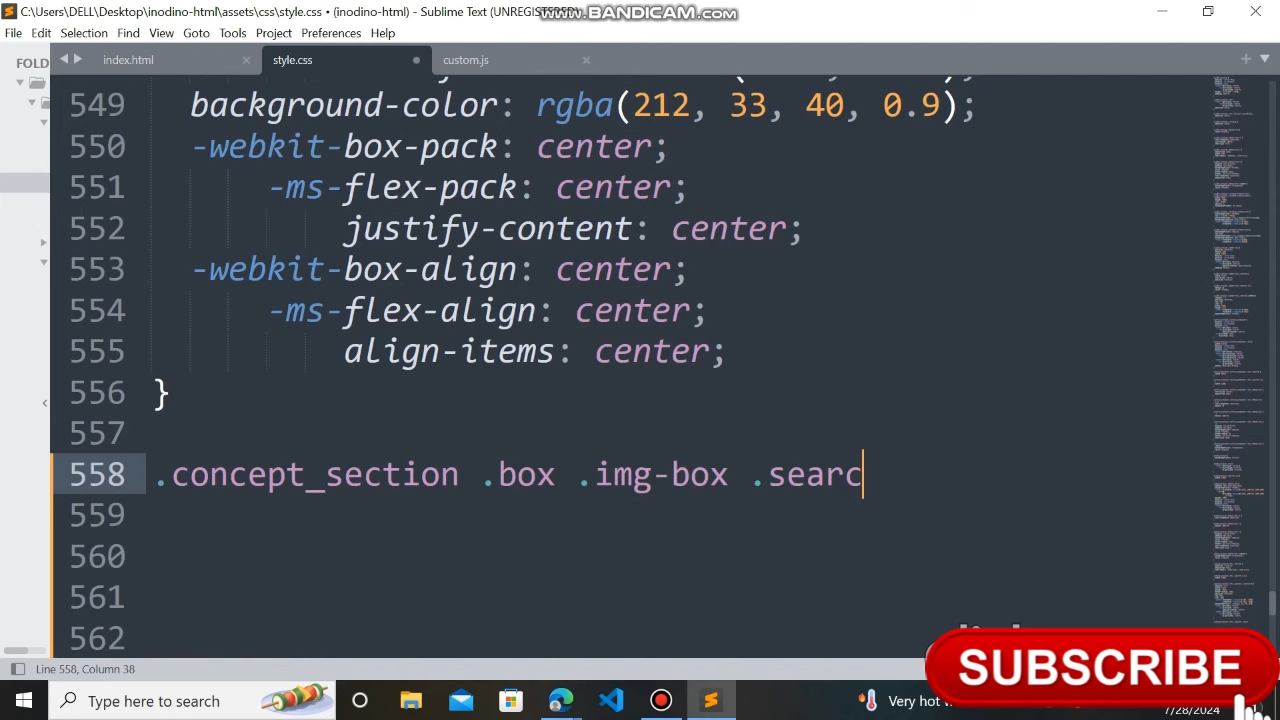 C:\Users\DELL\Desktop\inodino-html\assets\css\style.css • (inodino-html) - Sublime Text (UNREGISTERED)
www.BANDICAM.com
File Edit Selection Find View Goto Tools Project Preferences Help
FOLD
index.html
style.css
custom.js
549 background-color: rgba(212, 33, 40, 0.9);
550 -webkit-box-pack: center;
551 -ms-flex-pack: center;
552 justify-content: center;
553 -webkit-box-align: center;
554 -ms-flex-align: center;
555 align-items: center;
556 }
557
558 .concept_section .box .img-box .searc
559
560
561
562
SUBSCRIBE
Line 558, Column 38
Type here to search
Very hot
7/28/2024